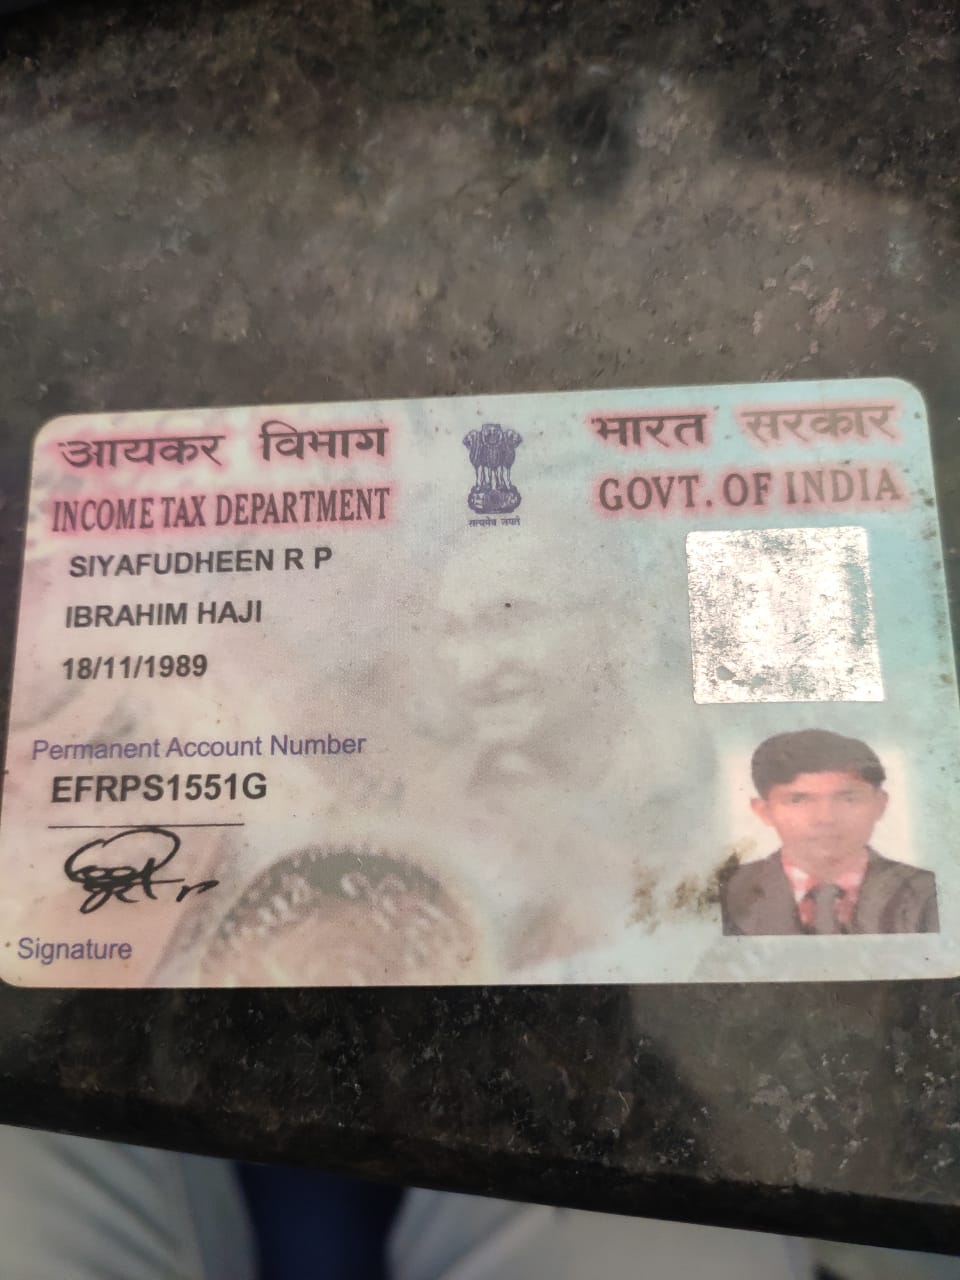 आयकर विभाग
INCOME TAX DEPARTMENT
भारत सरकार
GOVT. OF INDIA
सत्यमेव जयते
SIYAFUDHEEN R P
IBRAHIM HAJI
18/11/1989
Permanent Account Number
EFRPS1551G
Signature